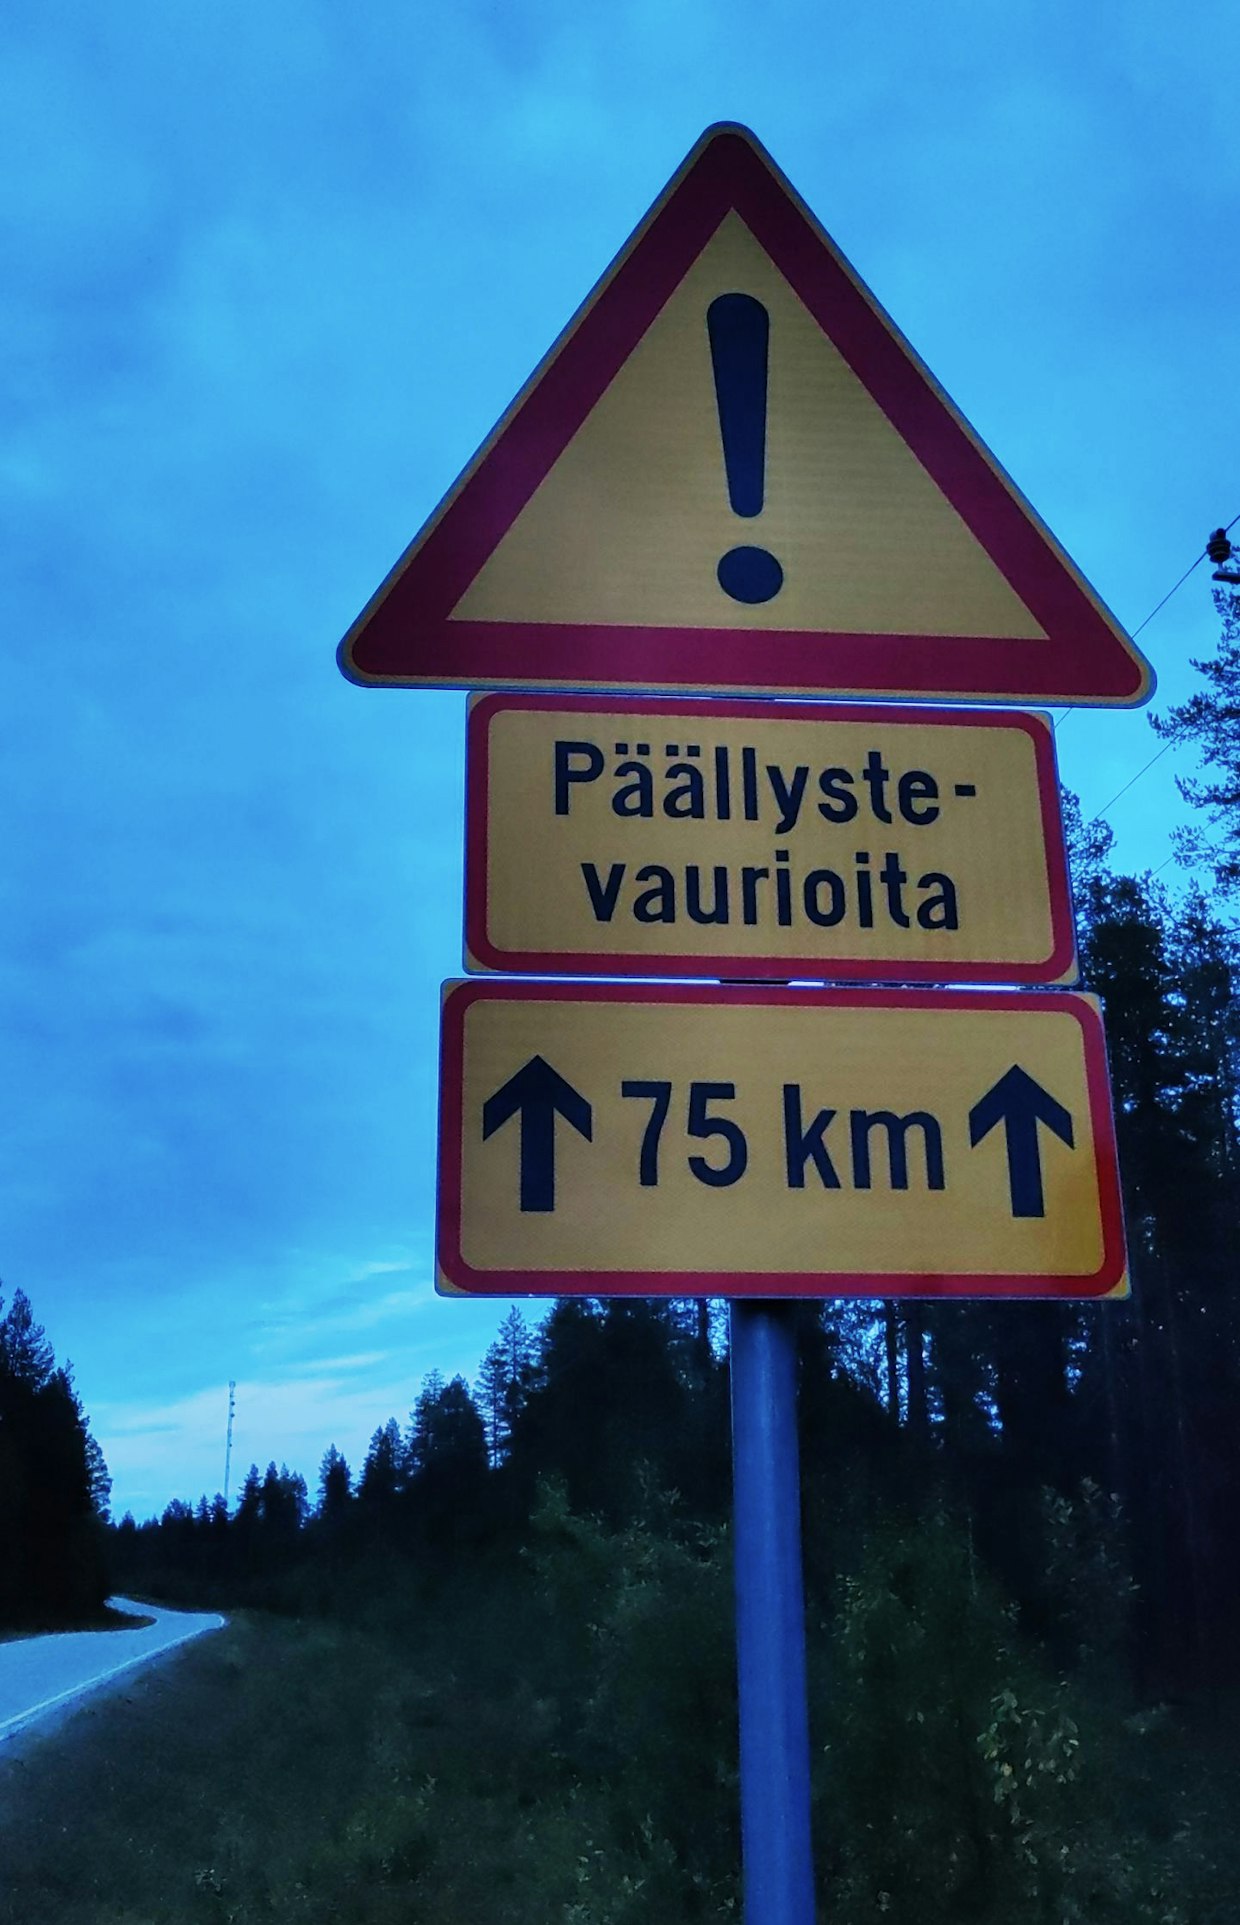 !
Päällyste-
vaurioita
↑ 75 km ↑